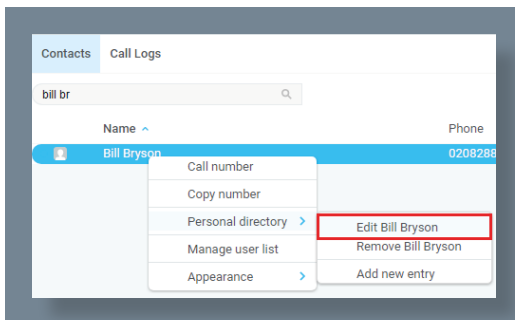 Contacts Call Logs
bill br
Name Phone
Bill Bryson 0208288
Call number
Copy number
Personal directory
Edit Bill Bryson
Remove Bill Bryson
Add new entry
Manage user list
Appearance